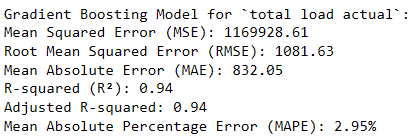 Gradient Boosting Model for `total load actual`:
Mean Squared Error (MSE): 1169928.61
Root Mean Squared Error (RMSE): 1081.63
Mean Absolute Error (MAE): 832.05
R-squared (R²): 0.94
Adjusted R-squared: 0.94
Mean Absolute Percentage Error (MAPE): 2.95%